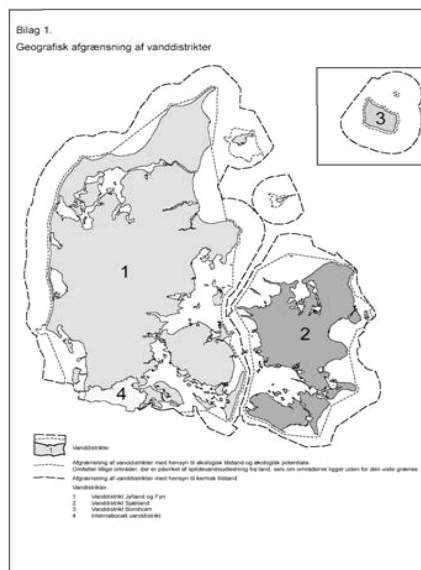 Bilag 1.
Geografisk afgrænsning af vanddistrikter
3
1
2
4
1
Vanddistrikter
Afgrænsning af vanddistrikter med hensyn til økologisk tilstand og økologisk potentiale.
Omfatter tillige områder, der er påvirket af spildevandsudledning fra land, selv om områderne ligger uden for den viste grænse.
Afgrænsning af vanddistrikter med hensyn til kemisk tilstand
Vanddistrikter
1 Vanddistrikt Jylland og Fyn
2 Vanddistrikt Sjælland
3 Vanddistrikt Bornholm
4 Internationalt vanddistrikt